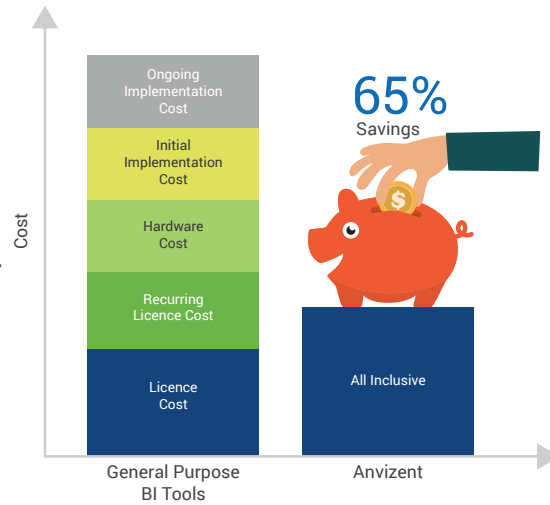 Cost
Ongoing
Implementation
Cost
Initial
Implementation
Cost
Hardware
Cost
Recurring
Licence Cost
Licence
Cost
65%
Savings
$
All Inclusive
General Purpose
BI Tools
Anvizent